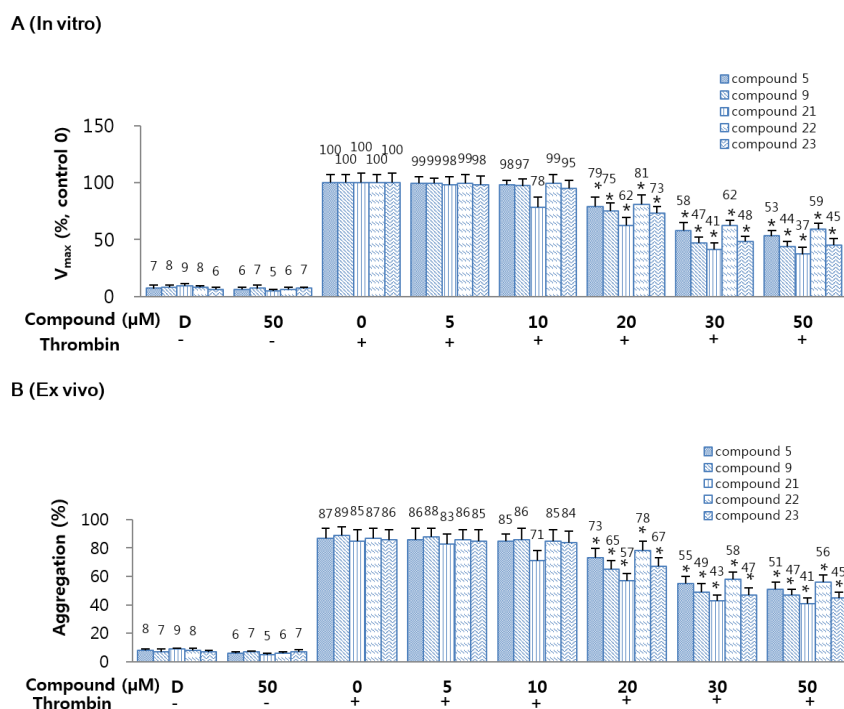 A (In vitro)
compound 5
compound 9
compound 21
compound 22
compound 23
150
100
50
0
Vmax (%, control 0)
7 8 9 8 6
6 7 5 6 7
100 100 100 100 100
99 99 98 99 98
98 97 78 99 95
79 75 62 81 73
* * * * *
58 47 41 62 48
* * * * *
53 44 37 59 45
* * * * *
Compound (μM) D 50 0 5 10 20 30 50
Thrombin - - + + + + + +
B (Ex vivo)
compound 5
compound 9
compound 21
compound 22
compound 23
100
80
60
40
20
0
Aggregation (%)
8 7 9 8
6 7 5 6 7
87 89 85 87 86
86 88 83 86 85
85 86 71 85 84
73 65 57 78 67
* * * * *
55 49 43 58 47
* * * * *
51 47 41 56 45
* * * * *
Compound (μM) D 50 0 5 10 20 30 50
Thrombin - - + + + + + +